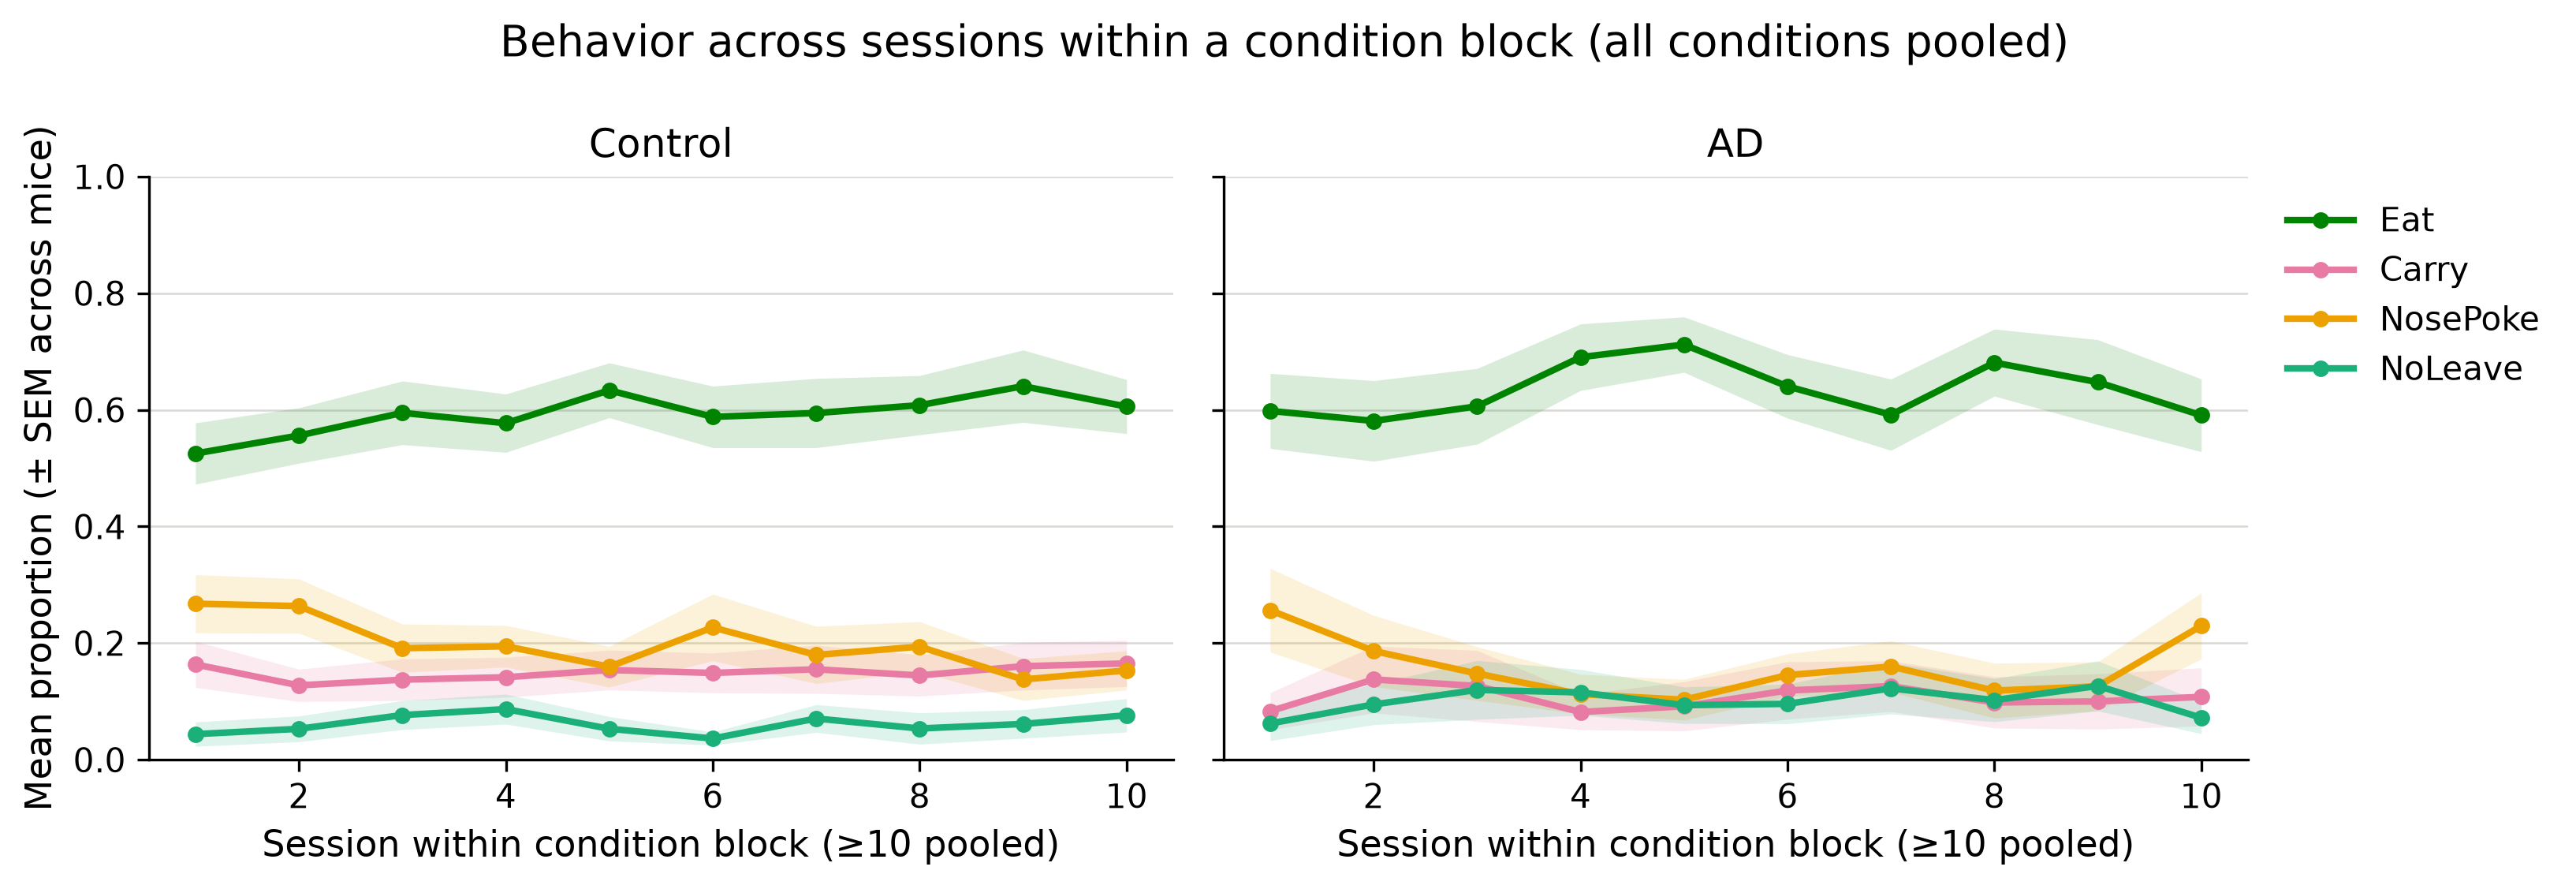 Behavior across sessions within a condition block (all conditions pooled)
Control
AD
Mean proportion (± SEM across mice)
1.0
0.8
0.6
0.4
0.2
0.0
2 4 6 8 10
2 4 6 8 10
Session within condition block (≥10 pooled)
Session within condition block (≥10 pooled)
Eat
Carry
NosePoke
NoLeave